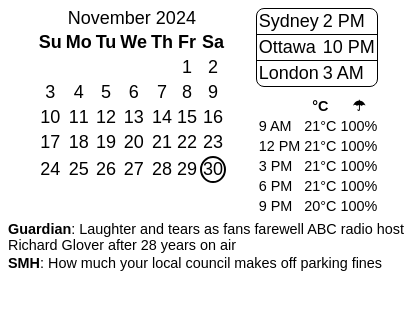 November 2024
Su Mo Tu We Th Fr Sa
1 2
3 4 5 6 7 8 9
10 11 12 13 14 15 16
17 18 19 20 21 22 23
24 25 26 27 28 29 30
Sydney 2 PM
Ottawa 10 PM
London 3 AM
°C ☂
9 AM 21°C 100%
12 PM 21°C 100%
3 PM 21°C 100%
6 PM 21°C 100%
9 PM 20°C 100%
Guardian: Laughter and tears as fans farewell ABC radio host
Richard Glover after 28 years on air
SMH: How much your local council makes off parking fines